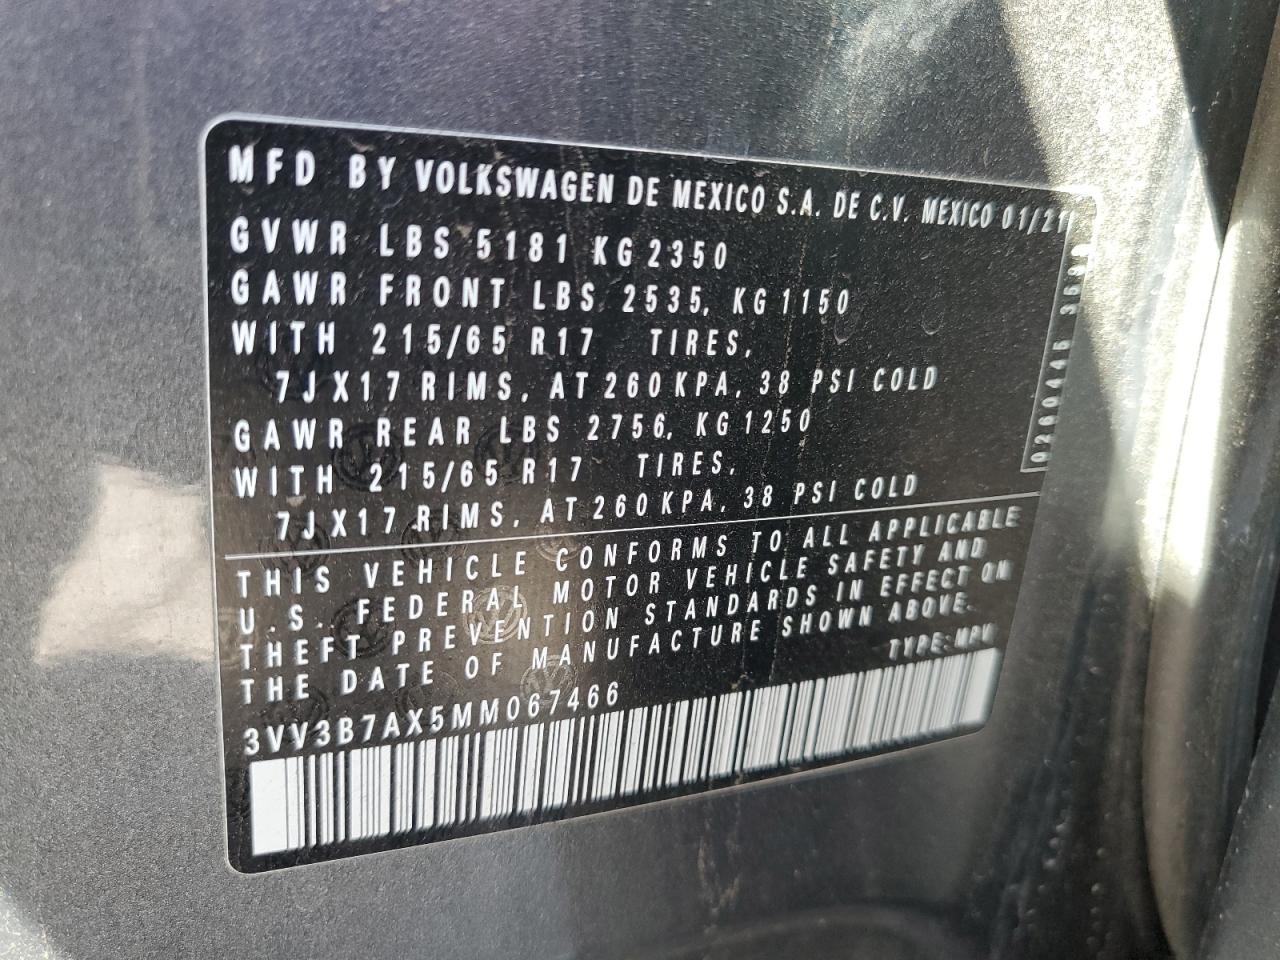 MFD BY VOLKSWAGEN DE MEXICO S.A. DE C.V. MEXICO 01/21
GVWR LBS 5181 KG 2350
GAWR FRONT LBS 2535, KG 1150
WITH 215/65 R17 TIRES,
7JX17 RIMS, AT 260 KPA, 38 PSI COLD
GAWR REAR LBS 2756, KG 1250
WITH 215/65 R17 TIRES,
7JX17 RIMS, AT 260 KPA, 38 PSI COLD
THIS VEHICLE CONFORMS TO ALL APPLICABLE
U.S. FEDERAL MOTOR VEHICLE SAFETY AND
THEFT PREVENTION STANDARDS IN EFFECT ON
THE DATE OF MANUFACTURE SHOWN ABOVE.
TYPE: MPV
3VV3B7AX5MM067466
0260445